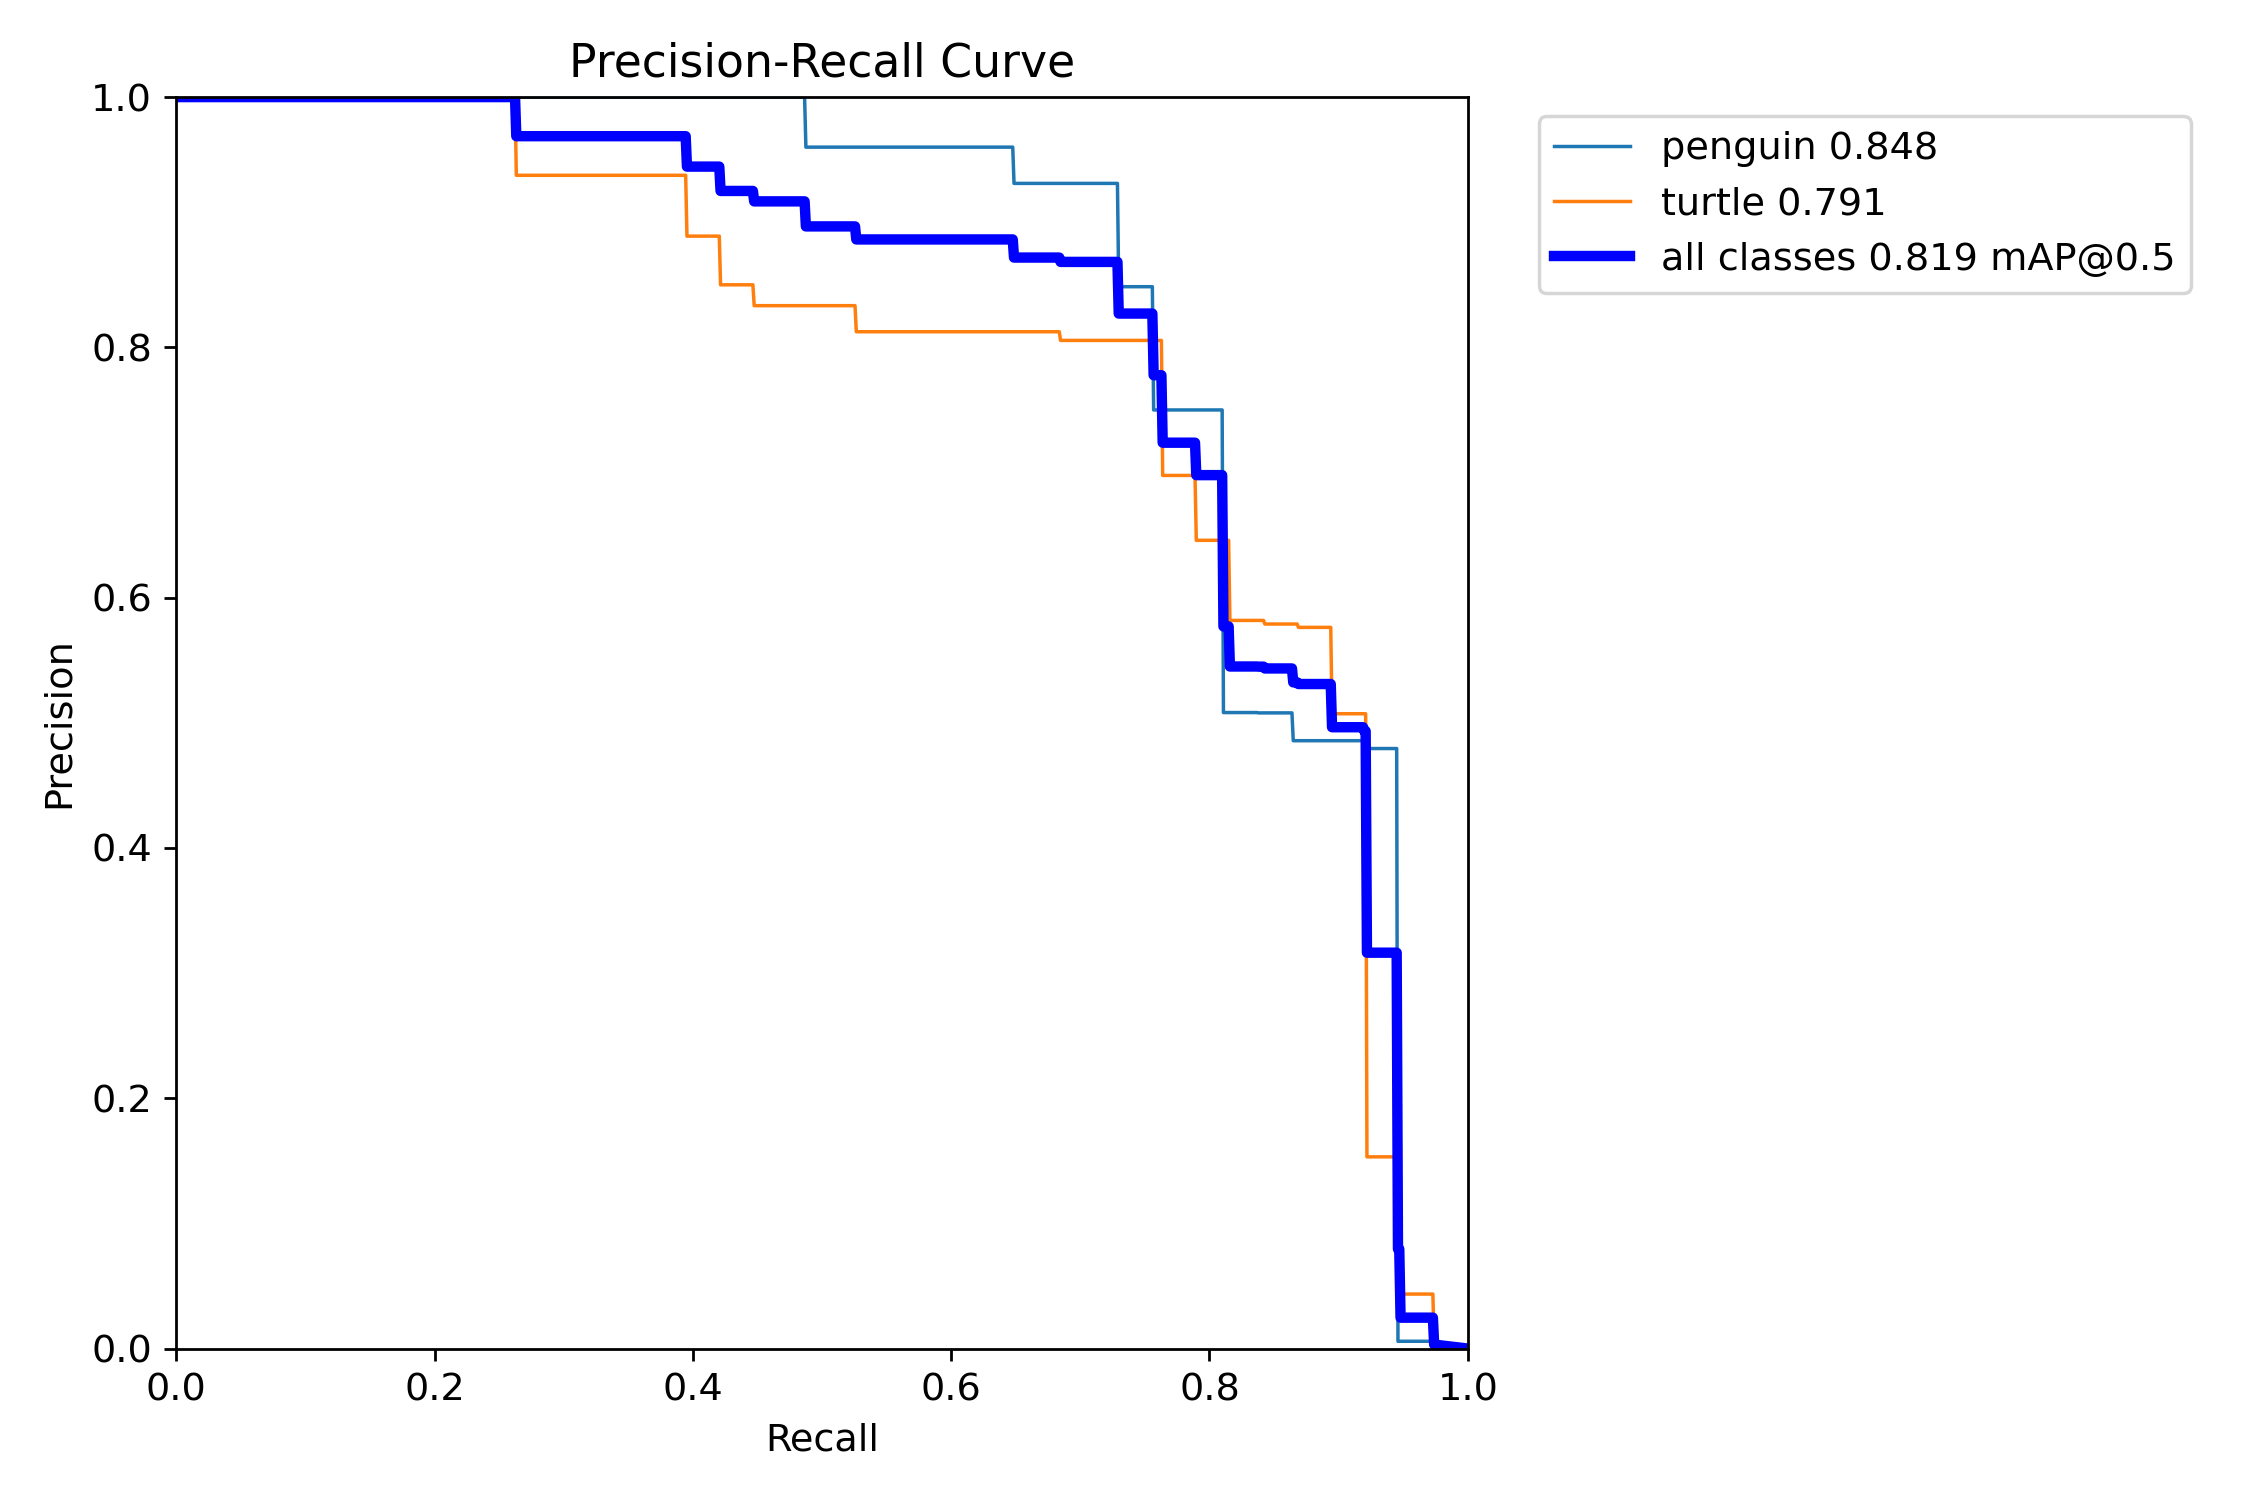 Precision-Recall Curve
1.0
0.8
0.6
0.4
0.2
0.0
Precision
0.0 0.2 0.4 0.6 0.8 1.0
Recall
penguin 0.848
turtle 0.791
all classes 0.819 mAP@0.5